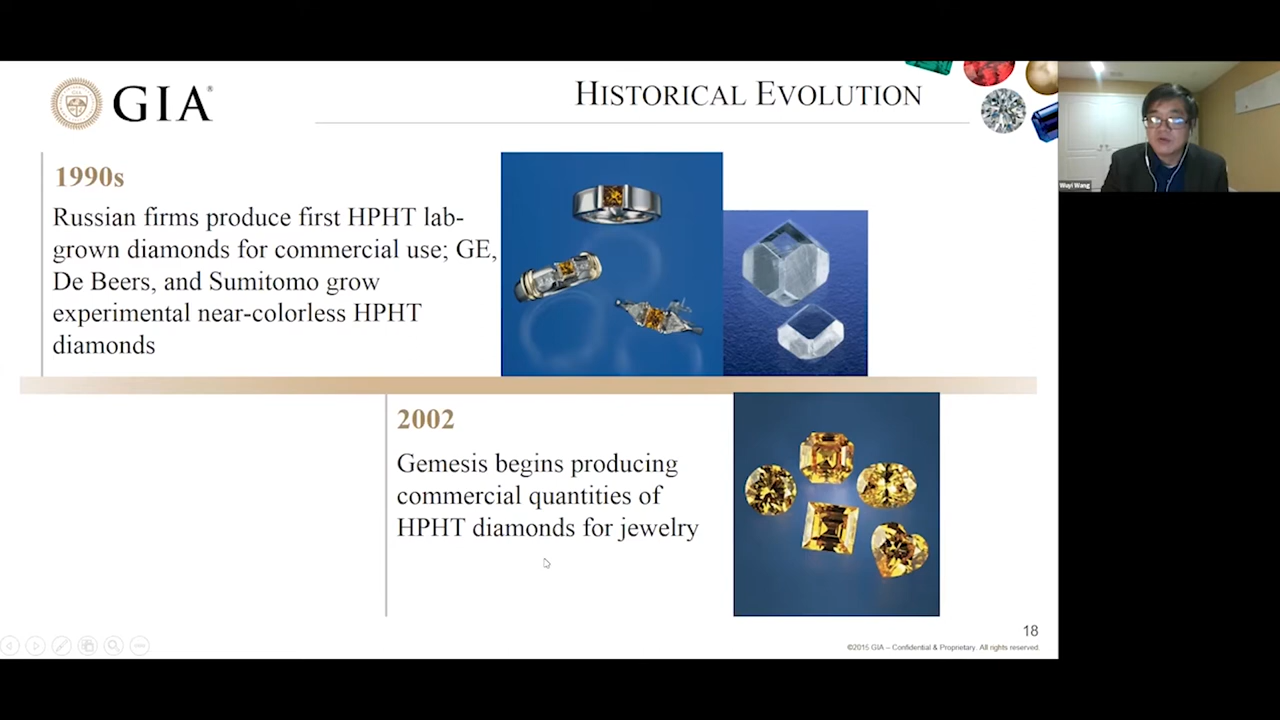 GIA®
HISTORICAL EVOLUTION
Wuyi Wang
1990s
Russian firms produce first HPHT lab-
grown diamonds for commercial use; GE,
De Beers, and Sumitomo grow
experimental near-colorless HPHT
diamonds
2002
Gemesis begins producing
commercial quantities of
HPHT diamonds for jewelry
18
©2015 GIA – Confidential & Proprietary. All rights reserved.